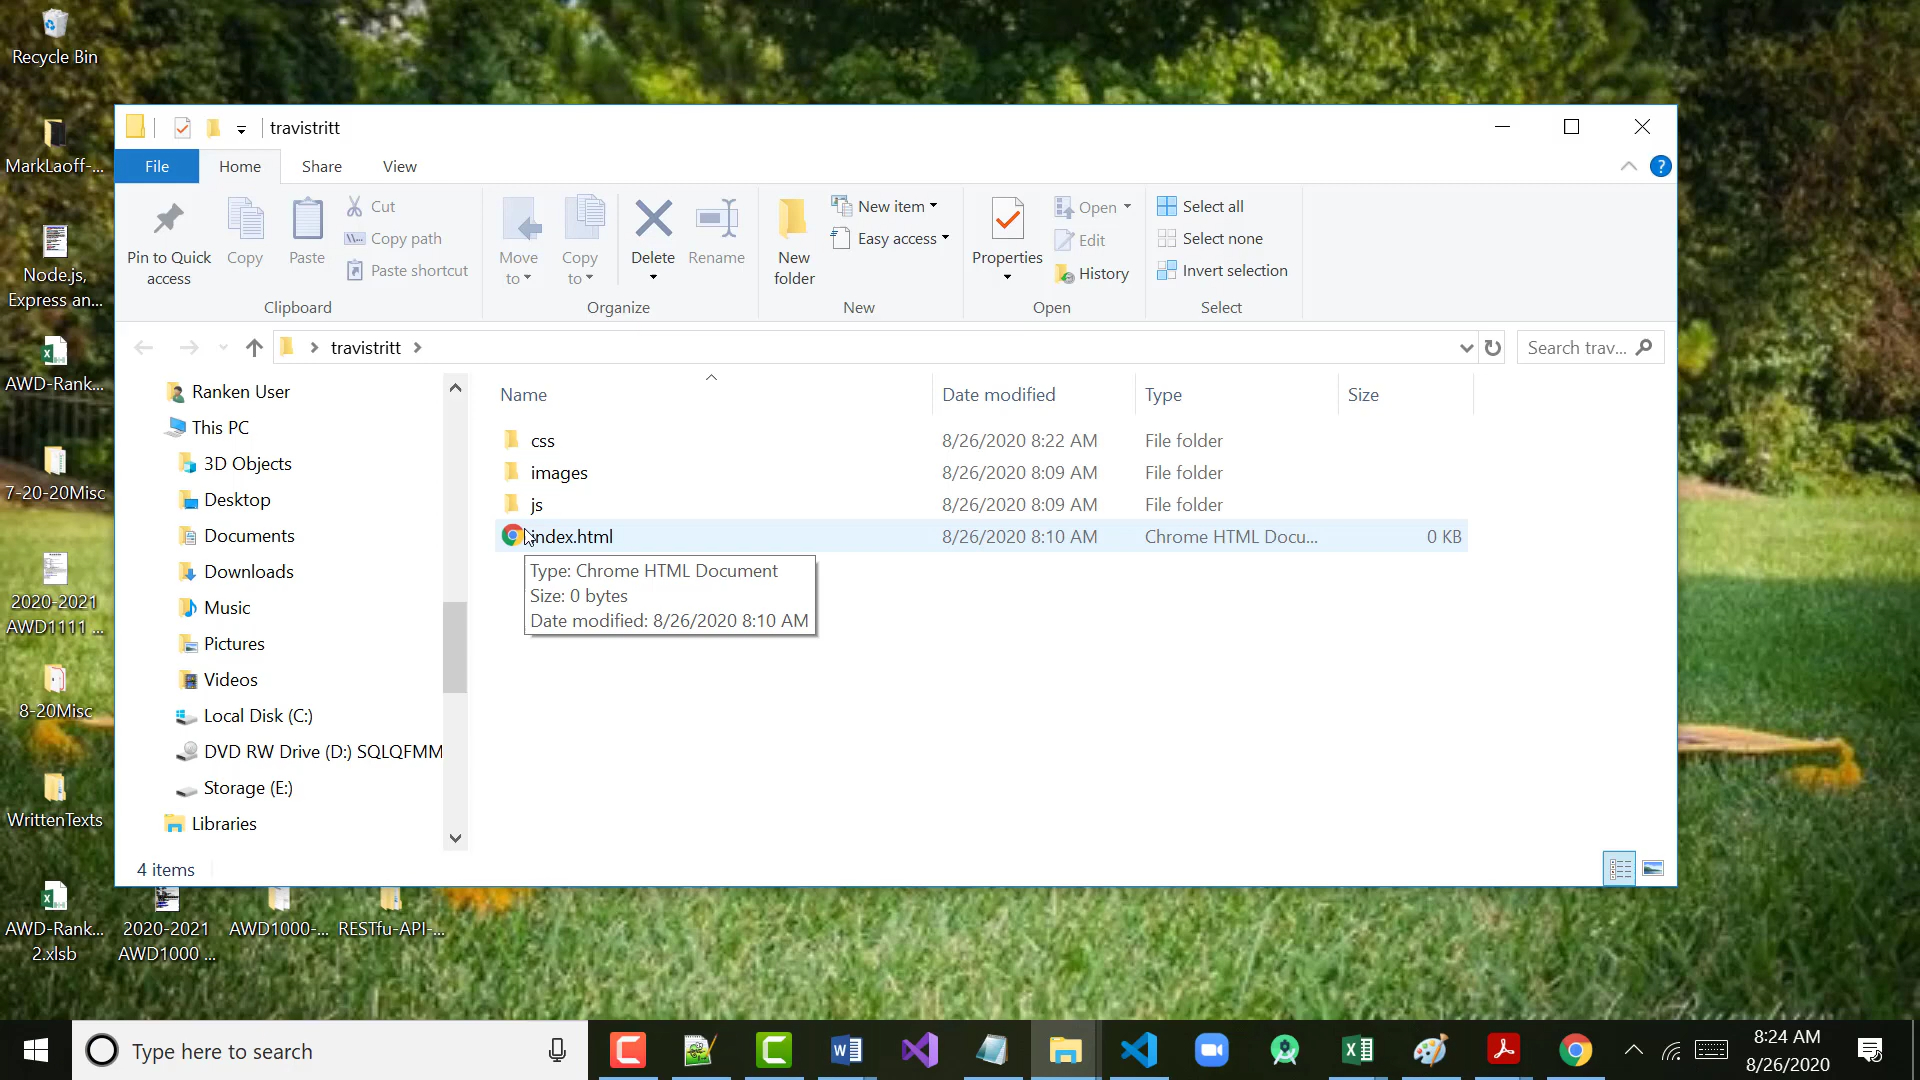 Recycle Bin
MarkLaoff-...
Node.js,
Express an...
AWD-Rank...
7-20-20Misc
2020-2021
AWD1111 ...
8-20Misc
WrittenTexts
AWD-Rank...
2.xlsb
2020-2021
AWD1000 ...
AWD1000-...
RESTfu-API-...
travistritt
File
Home
Share
View
?
Pin to Quick
access
Copy
Paste
Cut
Copy path
Paste shortcut
Clipboard
Move
to
Copy
to
Delete
Rename
Organize
New
folder
New item
Easy access
New
Properties
Open
Edit
History
Open
Select all
Select none
Invert selection
Select
travistritt
Search trav...
Ranken User
This PC
3D Objects
Desktop
Documents
Downloads
Music
Pictures
Videos
Local Disk (C:)
DVD RW Drive (D:) SQLQFMM
Storage (E:)
Libraries
Name Date modified Type Size
css 8/26/2020 8:22 AM File folder
images 8/26/2020 8:09 AM File folder
js 8/26/2020 8:09 AM File folder
index.html 8/26/2020 8:10 AM Chrome HTML Docu... 0 KB
Type: Chrome HTML Document
Size: 0 bytes
Date modified: 8/26/2020 8:10 AM
4 items
Type here to search
8:24 AM
8/26/2020